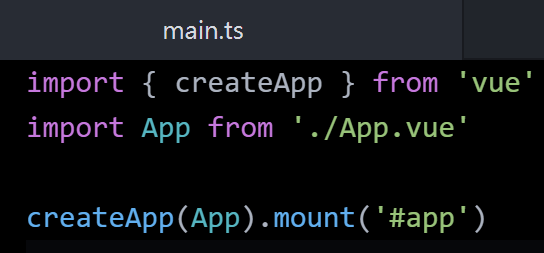 main.ts
import { createApp } from 'vue'
import App from './App.vue'
createApp(App).mount('#app')